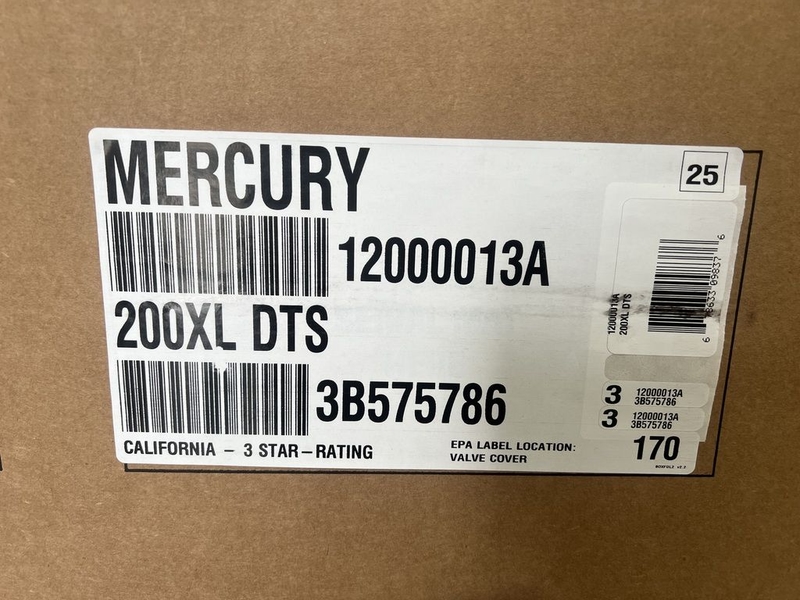 MERCURY
25
12000013A
200XL DTS
3B575786
CALIFORNIA – 3 STAR–RATING
EPA LABEL LOCATION:
VALVE COVER
170
12000013A
200XL DTS
3 12000013A
3B575786
3 12000013A
3B575786